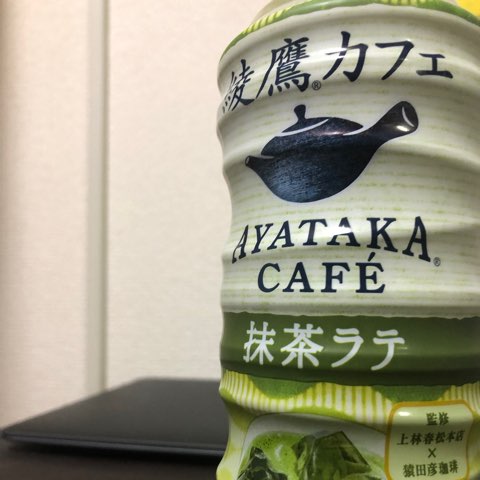 綾鷹®カフェ
AYATAKA®
CAFÉ
抹茶ラテ
監修
上林春松本店
×
猿田彦珈琲